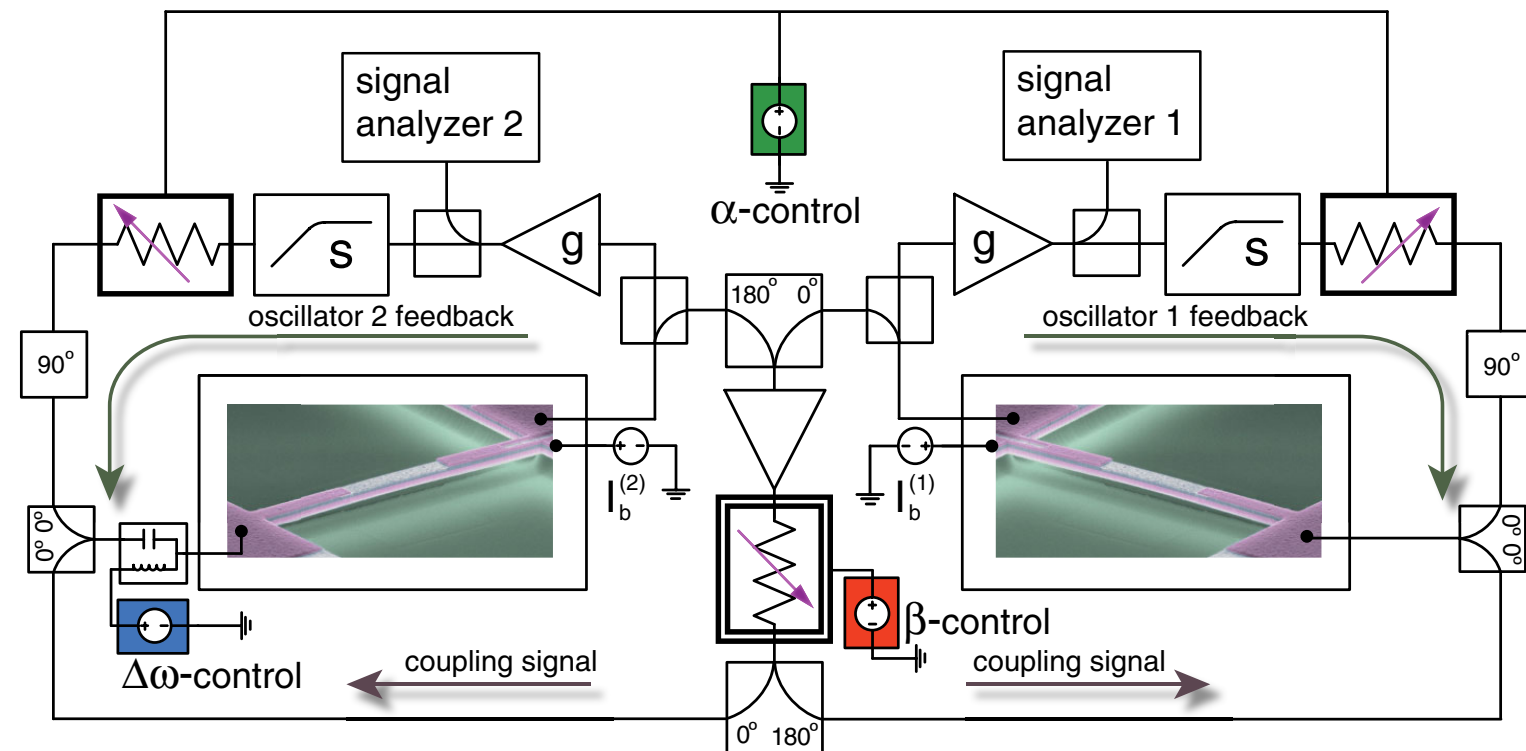 signal
analyzer 2
signal
analyzer 1
α-control
s
g
g
s
180° 0°
oscillator 2 feedback
oscillator 1 feedback
90°
90°
+ -
I_b^(2)
- +
I_b^(1)
0° 0°
0° 0°
+
-
β-control
+ -
Δω-control
coupling signal
coupling signal
0° 180°